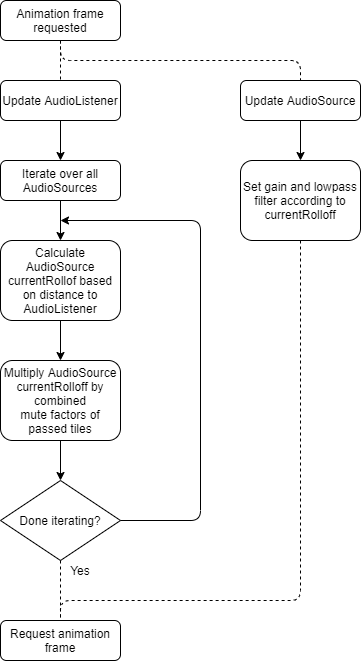 Animation frame
requested
Update AudioListener
Update AudioSource
Iterate over all
AudioSources
Set gain and lowpass
filter according to
currentRolloff
Calculate
AudioSource
currentRollof based
on distance to
AudioListener
Multiply AudioSource
currentRolloff by
combined
mute factors of
passed tiles
Done iterating?
Yes
Request animation
frame